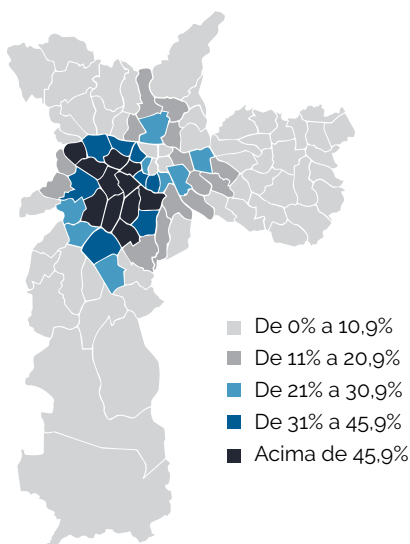 De 0% a 10,9%
De 11% a 20,9%
De 21% a 30,9%
De 31% a 45,9%
Acima de 45,9%